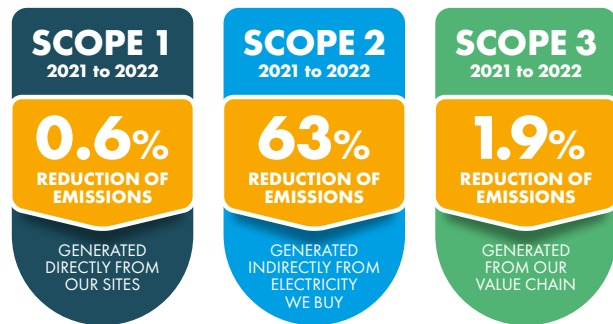 SCOPE 1
2021 to 2022
0.6%
REDUCTION OF
EMISSIONS
GENERATED
DIRECTLY FROM
OUR SITES
SCOPE 2
2021 to 2022
63%
REDUCTION OF
EMISSIONS
GENERATED
INDIRECTLY FROM
ELECTRICITY
WE BUY
SCOPE 3
2021 to 2022
1.9%
REDUCTION OF
EMISSIONS
GENERATED
FROM OUR
VALUE CHAIN